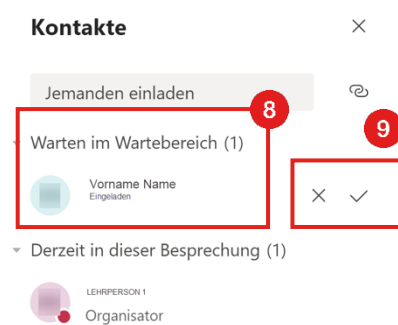 Kontakte
Jemanden einladen
8
9
Warten im Wartebereich (1)
Vorname Name
Eingeladen
Derzeit in dieser Besprechung (1)
LEHRPERSON 1
Organisator